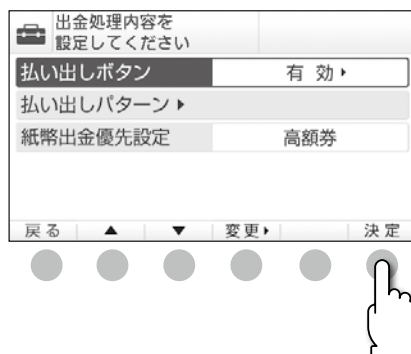 出金処理内容を
設定してください
払い出しボタン 有 効▶
払い出しパターン▶
紙幣出金優先設定 高額券
戻る ▲ ▼ 変更▶ 決定